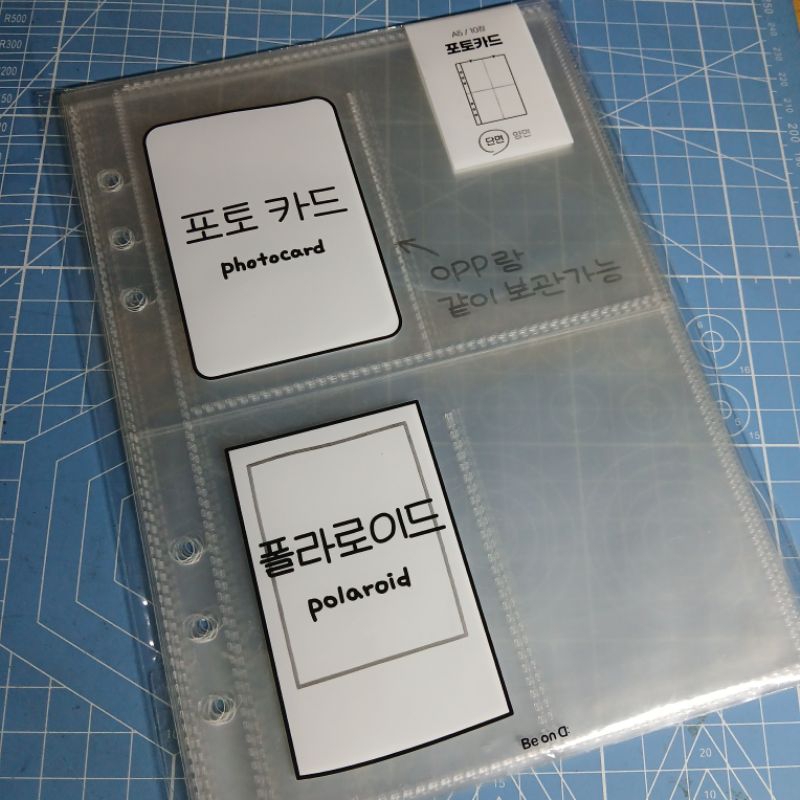 A5 / 10장
포토카드
단면 양면
포토 카드
photocard
OPP랑
같이 보관가능
폴라로이드
polaroid
Be on D
R500
R300
/200